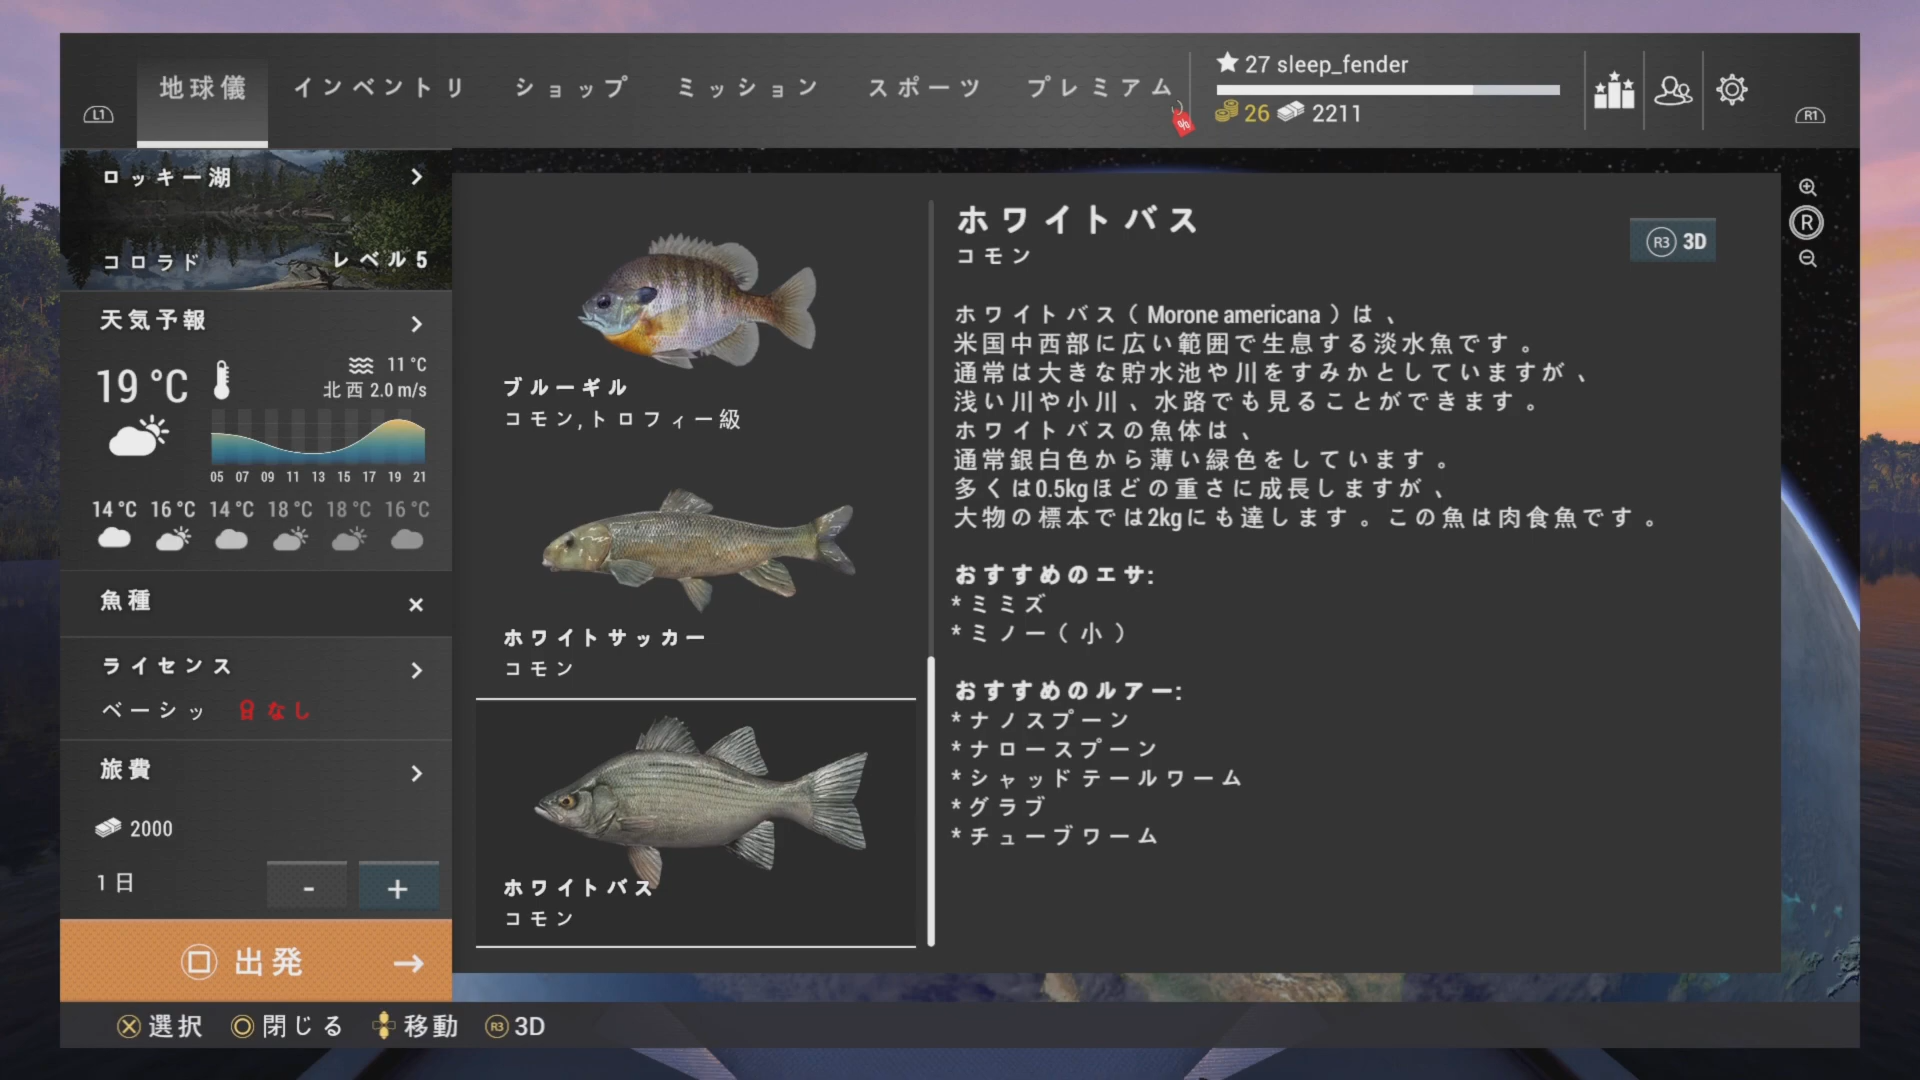 L1
地球儀
インベントリ
ショップ
ミッション
スポーツ
プレミアム
%
27 sleep_fender
26 2211
R1
ロッキー湖
コロラド
レベル 5
天気予報
19 °C
11 °C
北西 2.0 m/s
05 07 09 11 13 15 17 19 21
14 °C 16 °C 14 °C 18 °C 18 °C 16 °C
魚種
ライセンス
ベーシッ なし
旅費
2000
1 日
- +
出発
ブルーギル
コモン,トロフィー級
ホワイトサッカー
コモン
ホワイトバス
コモン
ホワイトバス
コモン
R3 3D
R
ホワイトバス（ Morone americana ）は、
米国中西部に広い範囲で生息する淡水魚です。
通常は大きな貯水池や川をすみかとしていますが、
浅い川や小川、水路でも見ることができます。
ホワイトバスの魚体は、
通常銀白色から薄い緑色をしています。
多くは0.5kgほどの重さに成長しますが、
大物の標本では2kgにも達します。この魚は肉食魚です。
おすすめのエサ:
* ミミズ
* ミノー（小）
おすすめのルアー:
* ナノスプーン
* ナロースプーン
* シャッドテールワーム
* グラブ
* チューブワーム
選択 閉じる 移動 R3 3D